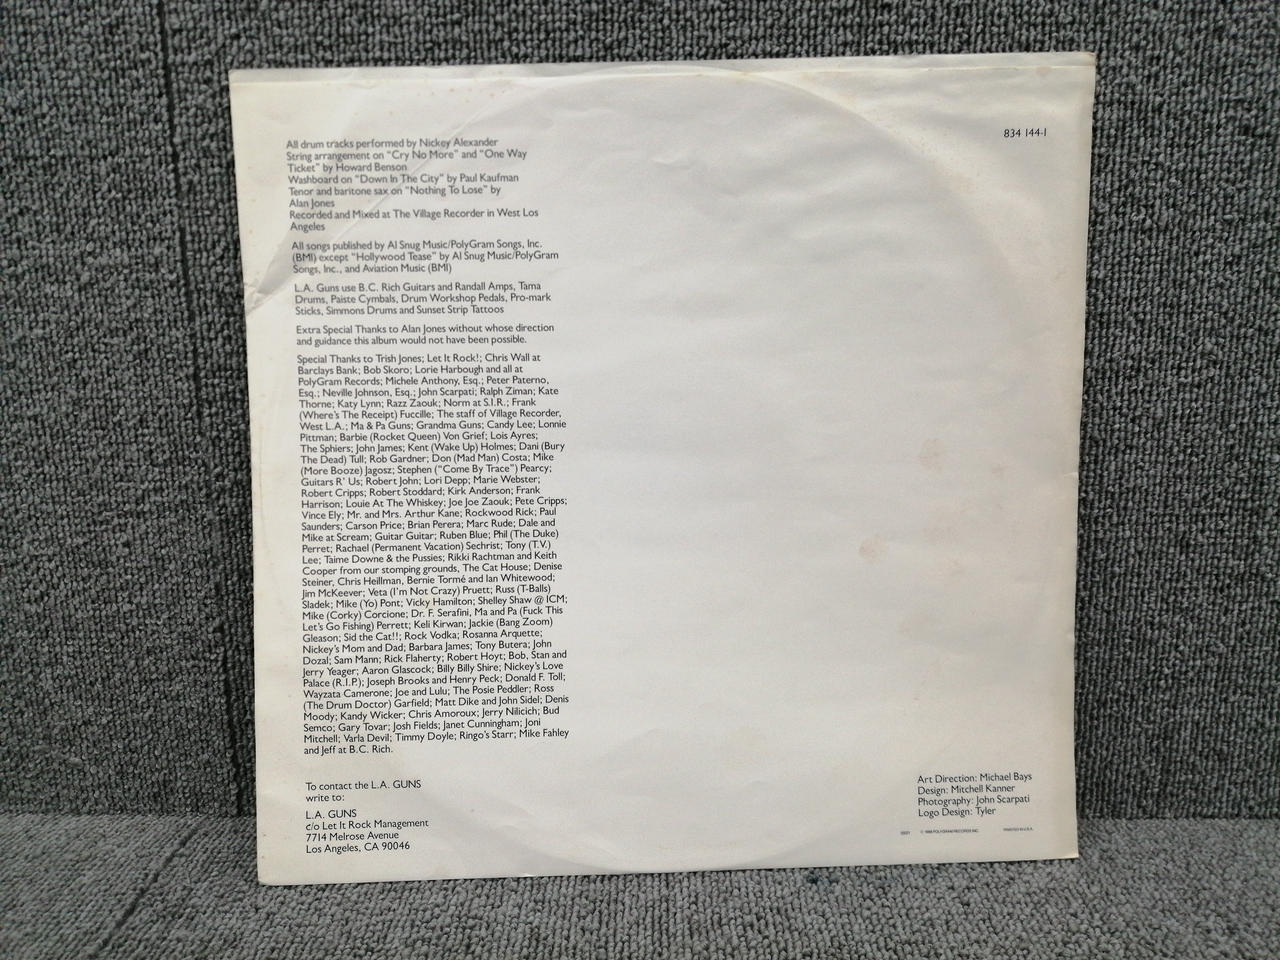 834 144-1
All drum tracks performed by Nickey Alexander
String arrangement on "Cry No More" and "One Way
Ticket" by Howard Benson
Washboard on "Down In The City" by Paul Kaufman
Tenor and baritone sax on "Nothing To Lose" by
Alan Jones
Recorded and Mixed at The Village Recorder in West Los
Angeles
All songs published by Al Snug Music/PolyGram Songs, Inc.
(BMI) except "Hollywood Tease" by Al Snug Music/PolyGram
Songs, Inc., and Aviation Music (BMI)
L.A. Guns use B.C. Rich Guitars and Randall Amps, Tama
Drums, Paiste Cymbals, Drum Workshop Pedals, Pro-mark
Sticks, Simmons Drums and Sunset Strip Tattoos
Extra Special Thanks to Alan Jones without whose direction
and guidance this album would not have been possible.
Special Thanks to Trish Jones; Let It Rock!; Chris Wall at
Barclays Bank; Bob Skoro; Lorie Harbough and all at
PolyGram Records; Michele Anthony, Esq.; Peter Paterno,
Esq.; Neville Johnson, Esq.; John Scarpati; Ralph Ziman; Kate
Thorne; Katy Lynn; Razz Zaouk; Norm at S.I.R.; Frank
(Where's The Receipt) Fuccille; The staff of Village Recorder,
West L.A.; Ma & Pa Guns; Grandma Guns; Candy Lee; Lonnie
Pittman; Barbie (Rocket Queen) Von Grief; Lois Ayres;
The Sphiers; John James; Kent (Wake Up) Holmes; Dani (Bury
The Dead) Tull; Rob Gardner; Don (Mad Man) Costa; Mike
(More Booze) Jagosz; Stephen ("Come By Trace") Pearcy;
Guitars R' Us; Robert John; Lori Depp; Marie Webster;
Robert Cripps; Robert Stoddard; Kirk Anderson; Frank
Harrison; Louie At The Whiskey; Joe Joe Zaouk; Pete Cripps;
Vince Ely; Mr. and Mrs. Arthur Kane; Rockwood Rick; Paul
Saunders; Carson Price; Brian Perera; Marc Rude; Dale and
Mike at Scream; Guitar Guitar; Ruben Blue; Phil (The Duke)
Perret; Rachael (Permanent Vacation) Sechrist; Tony (T.V.)
Lee; Taime Downe & the Pussies; Rikki Rachtman and Keith
Cooper from our stomping grounds, The Cat House; Denise
Steiner, Chris Heillman, Bernie Tormé and Ian Whitewood;
Jim McKeever; Veta (I'm Not Crazy) Pruett; Russ (T-Balls)
Sladek; Mike (Yo) Pont; Vicky Hamilton; Shelley Shaw @ ICM;
Mike (Corky) Corcione; Dr. F. Serafini, Ma and Pa (Fuck This
Let's Go Fishing) Perrett; Keli Kirwan; Jackie (Bang Zoom)
Gleason; Sid the Cat!!; Rock Vodka; Rosanna Arquette;
Nickey's Mom and Dad; Barbara James; Tony Butera; John
Dozal; Sam Mann; Rick Flaherty; Robert Hoyt; Bob, Stan and
Jerry Yeager; Aaron Glascock; Billy Billy Shire; Nickey's Love
Palace (R.I.P.); Joseph Brooks and Henry Peck; Donald F. Toll;
Wayzata Camerone; Joe and Lulu; The Posie Peddler; Ross
(The Drum Doctor) Garfield; Matt Dike and John Sidel; Denis
Moody; Kandy Wicker; Chris Amoroux; Jerry Nilicich; Bud
Semco; Gary Tovar; Josh Fields; Janet Cunningham; Joni
Mitchell; Varla Devil; Timmy Doyle; Ringo's Starr; Mike Fahley
and Jeff at B.C. Rich.
To contact the L.A. GUNS
write to:
L.A. GUNS
c/o Let It Rock Management
7714 Melrose Avenue
Los Angeles, CA 90046
Art Direction: Michael Bays
Design: Mitchell Kanner
Photography: John Scarpati
Logo Design: Tyler
© 1988 POLYGRAM RECORDS INC.
PRINTED IN U.S.A.